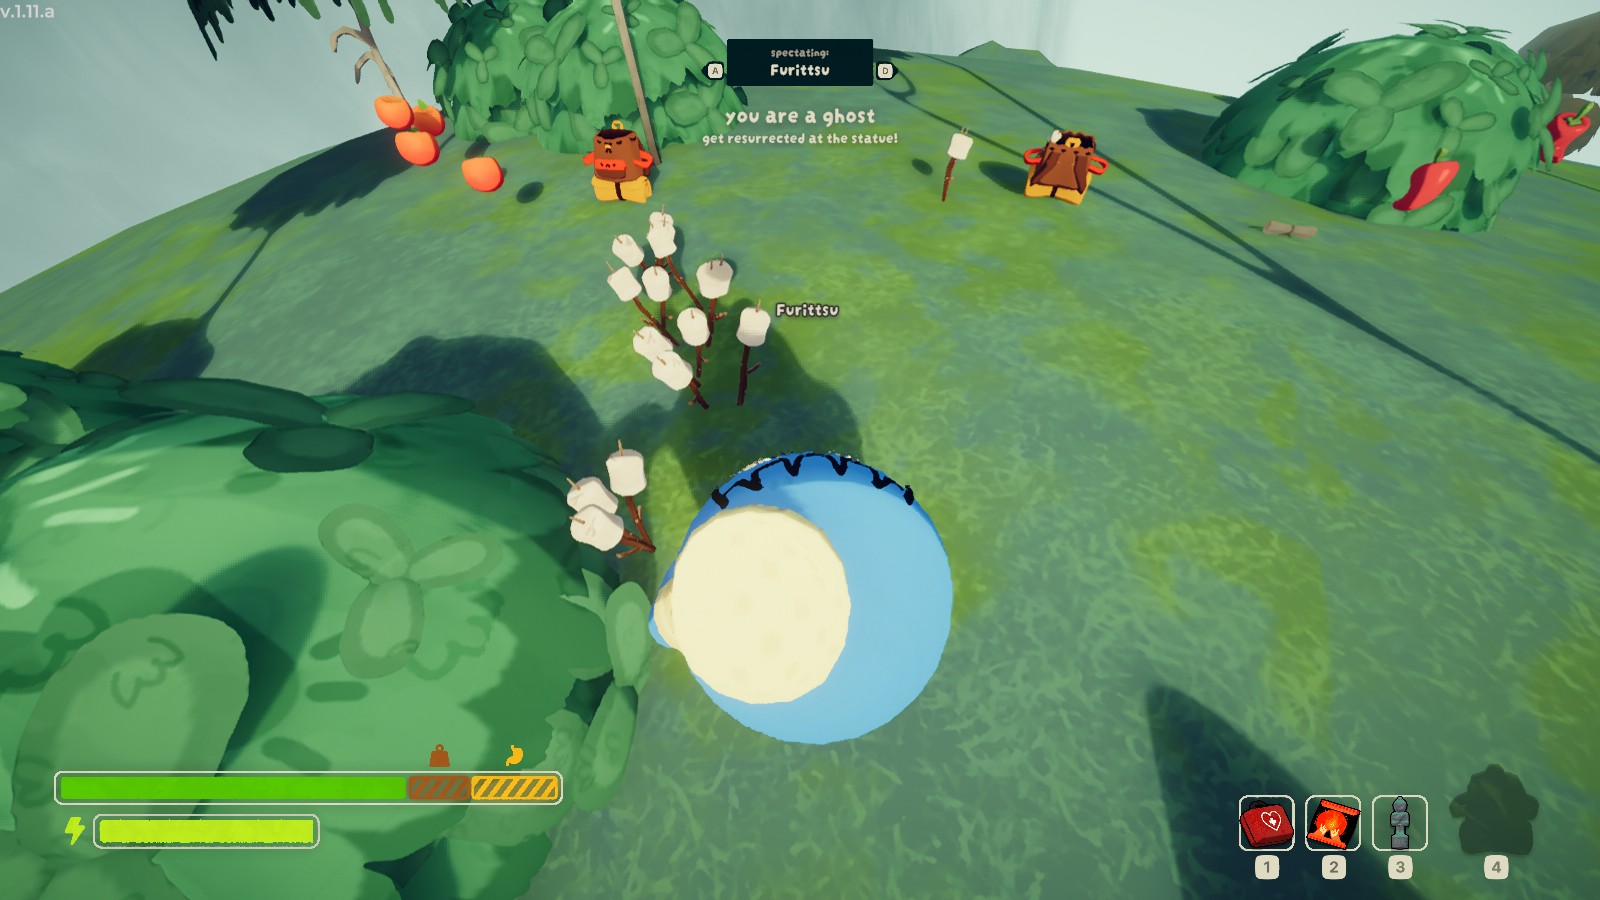 v.1.11.a
spectating:
A Furittsu D
you are a ghost
get resurrected at the statue!
Furittsu
1 2 3 4